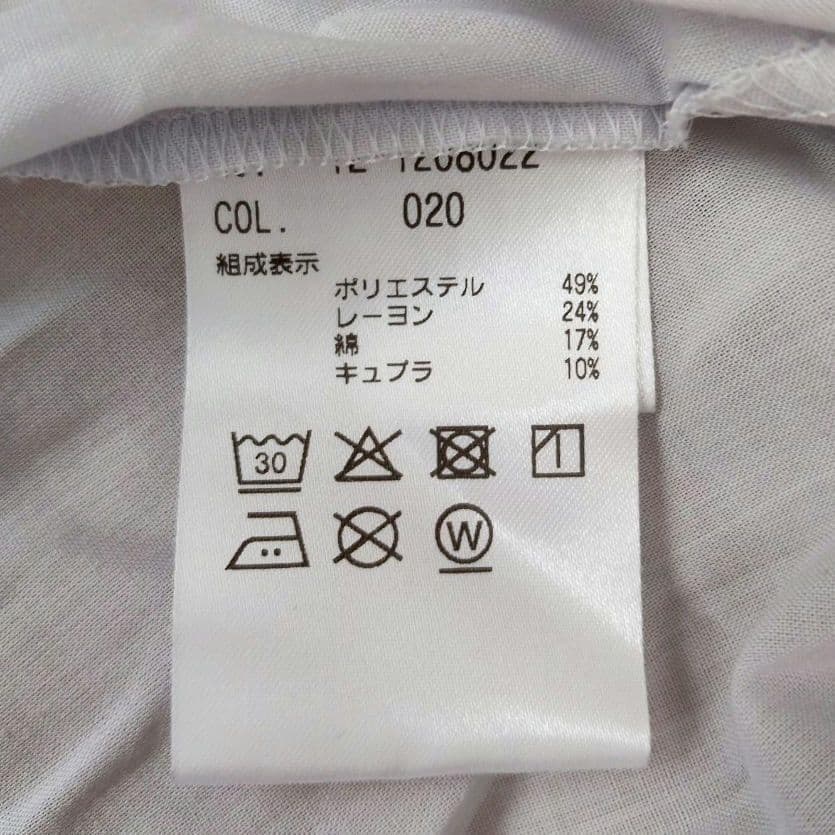 COL. 020
組成表示
ポリエステル 49%
レーヨン 24%
綿 17%
キュプラ 10%
30
W